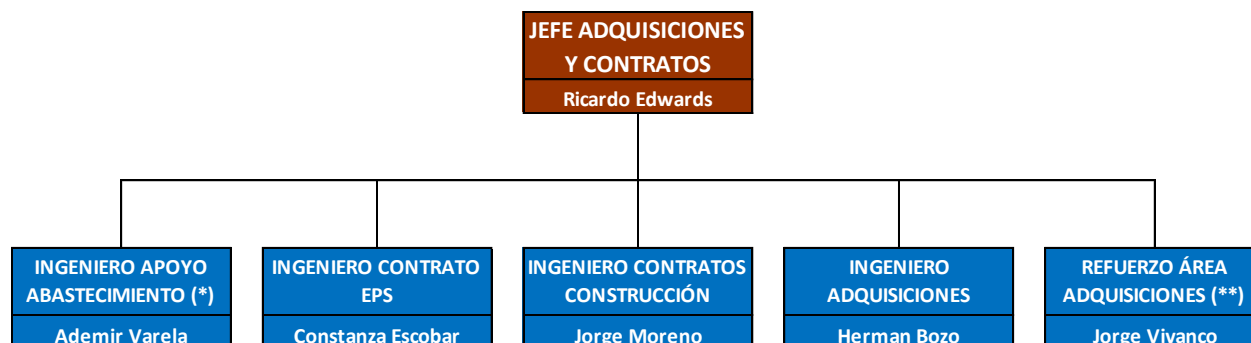 JEFE ADQUISICIONES
Y CONTRATOS
Ricardo Edwards
INGENIERO APOYO
ABASTECIMIENTO (*)
Ademir Varela
INGENIERO CONTRATO
EPS
Constanza Escobar
INGENIERO CONTRATOS
CONSTRUCCIÓN
Jorge Moreno
INGENIERO
ADQUISICIONES
Herman Bozo
REFUERZO ÁREA
ADQUISICIONES (**)
Jorge Vivanco